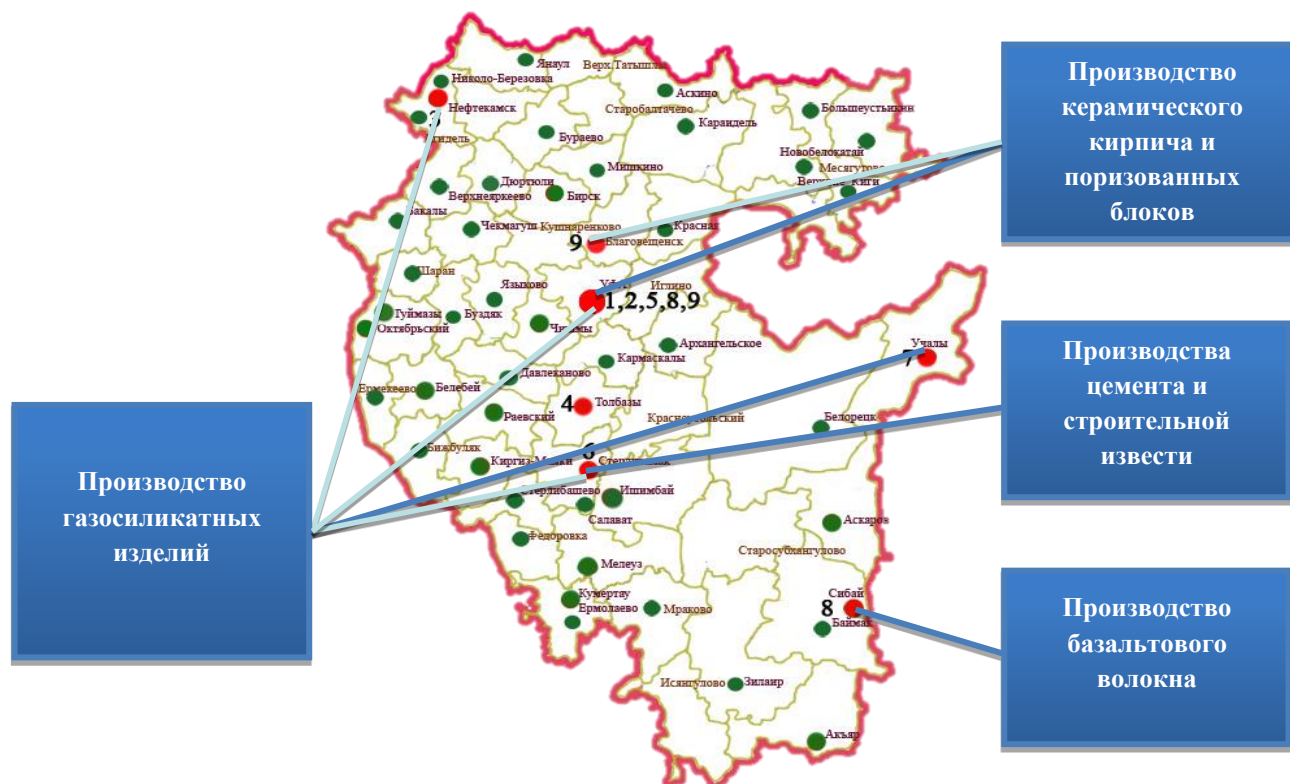 Производство
керамического
кирпича и
поризованных
блоков
Производства
цемента и
строительной
извести
Производство
базальтового
волокна
Производство
газосиликатных
изделий
Янаул
Верх.Татышлы
Николо-Березовка
Аскино
Нефтекамск
3
Старобалтачево
Караидель
Большеустьикин
Бураево
Новобелокатай
Мишкино
Месягутово
Дюртюли
Верхнеяркеево
Бирск
Киги
Бакалы
Чекмагуш
Кушнаренково
Красная
9
Благовещенск
Шаран
Языково
Иглино
1,2,5,8,9
Туймазы
Буздяк
Октябрьский
Архангельское
Учалы
7
Кармаскалы
Давлеканово
Ермекеево
Белебей
4
Толбазы
Раевский
Белорецк
6
Бижбуляк
Стерлибашево
Ишимбай
Салават
Аскаров
Федоровка
Старосубхангулово
Мелеуз
Кумертау
Ермолаево
Мраково
Сибай
8
Баймак
Исянгулово
Зилаир
Акъяр